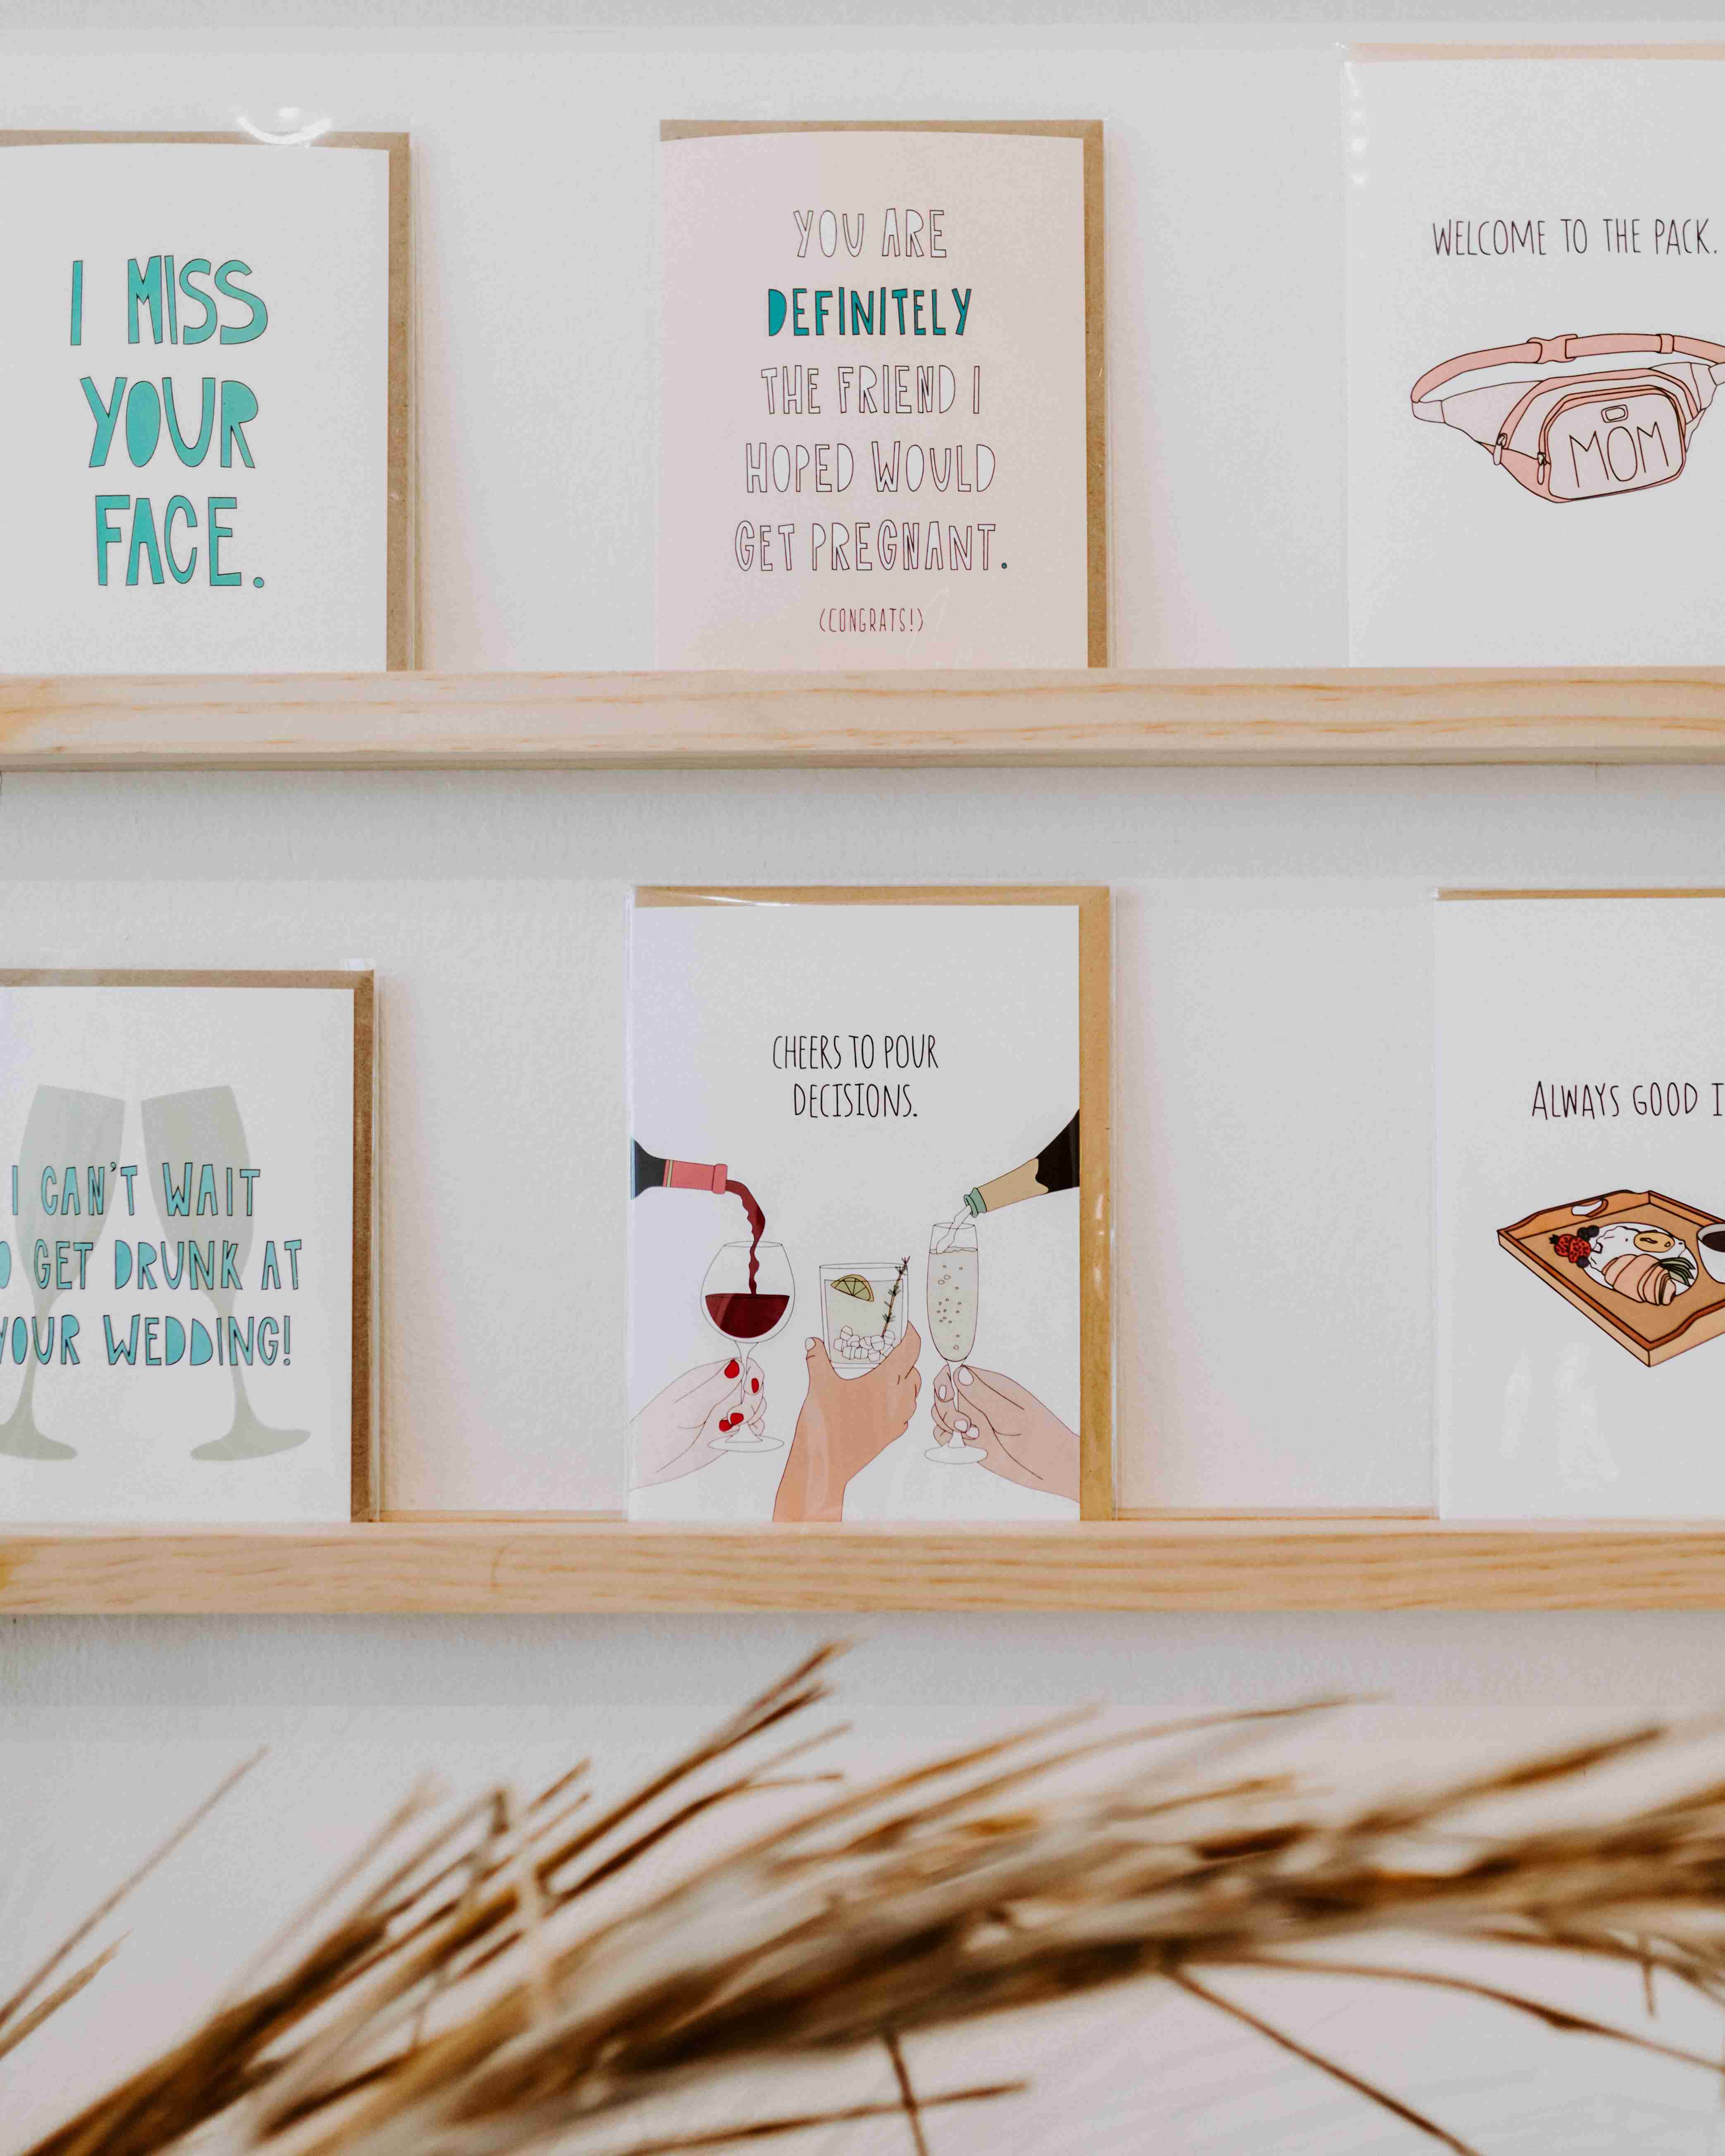 I MISS
YOUR
FACE.
YOU ARE
DEFINITELY
THE FRIEND I
HOPED WOULD
GET PREGNANT.
(CONGRATS!)
WELCOME TO THE PACK.
MOM
I CAN'T WAIT
GET DRUNK AT
YOUR WEDDING!
CHEERS TO POUR
DECISIONS.
ALWAYS GOOD